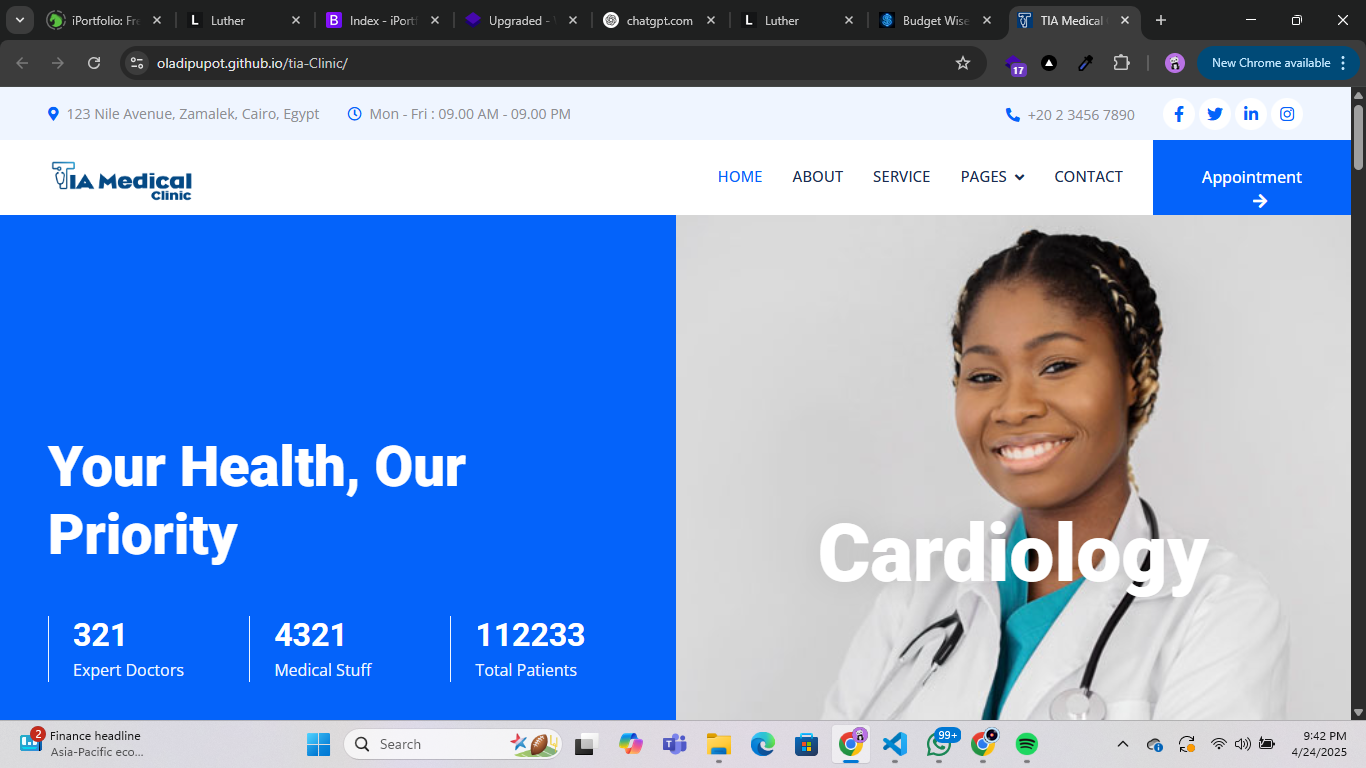 iPortfolio: Fre
Luther
Index - iPortf
Upgraded -
chatgpt.com
Luther
Budget Wise
TIA Medical
oladipupot.github.io/tia-Clinic/
17
New Chrome available
123 Nile Avenue, Zamalek, Cairo, Egypt
Mon - Fri : 09.00 AM - 09.00 PM
+20 2 3456 7890
TIA Medical
Clinic
HOME
ABOUT
SERVICE
PAGES
CONTACT
Appointment
Your Health, Our
Priority
Cardiology
321
4321
112233
Expert Doctors
Medical Stuff
Total Patients
2
Finance headline
Asia-Pacific eco...
Search
99+
9:42 PM
4/24/2025